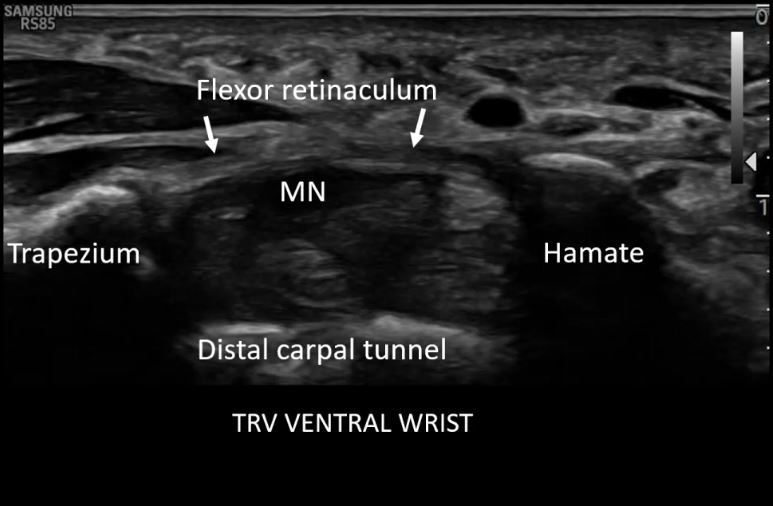 SAMSUNG
RS85
0
Flexor retinaculum
MN
1
Trapezium
Hamate
Distal carpal tunnel
TRV VENTRAL WRIST